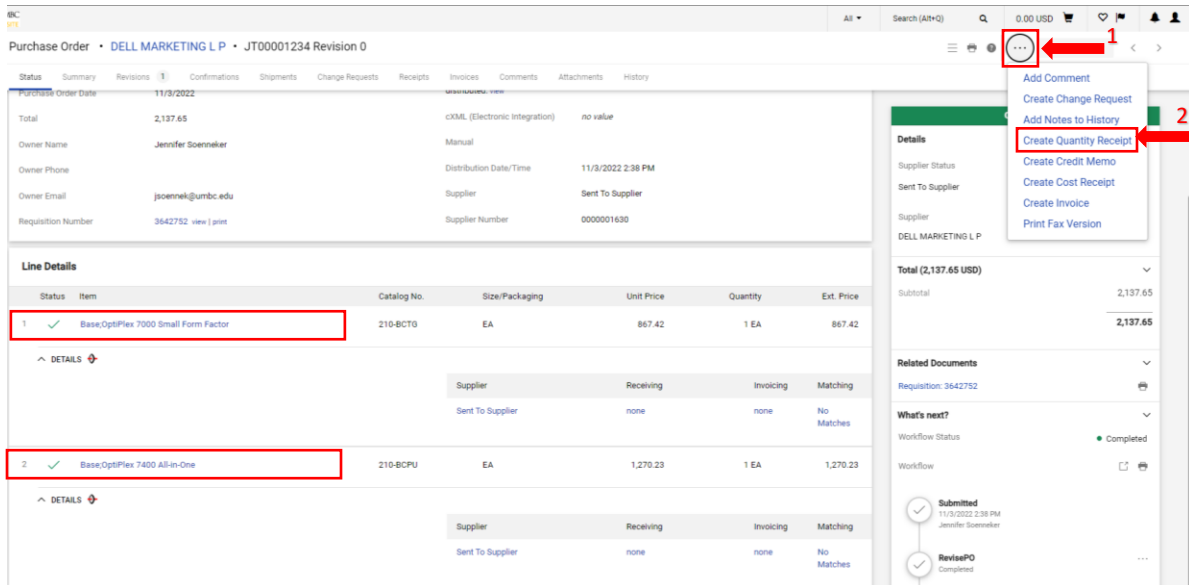 All
Search (Alt+Q)
0.00 USD
Purchase Order • DELL MARKETING L P • JT00001234 Revision 0
1
Status Summary Revisions 1 Confirmations Shipments Change Requests Receipts Invoices Comments Attachments History
Add Comment
Create Change Request
Add Notes to History
Create Quantity Receipt
2
Create Credit Memo
Create Cost Receipt
Create Invoice
Print Fax Version
Purchase Order Date 11/3/2022
Total 2,137.65
Owner Name Jennifer Soenneker
Owner Phone
Owner Email jsoennek@umbc.edu
Requisition Number 3642752 view | print
cXML (Electronic Integration) no value
Manual
Distribution Date/Time 11/3/2022 2:38 PM
Supplier Sent To Supplier
Supplier Number 0000001630
Details
Supplier Status
Sent To Supplier
Supplier
DELL MARKETING L P
Line Details
Status Item Catalog No. Size/Packaging Unit Price Quantity Ext. Price
1 Base;OptiPlex 7000 Small Form Factor 210-BCTG EA 867.42 1 EA 867.42
DETAILS
Supplier Receiving Invoicing Matching
Sent To Supplier none none No Matches
2 Base;OptiPlex 7400 All-in-One 210-BCPU EA 1,270.23 1 EA 1,270.23
DETAILS
Supplier Receiving Invoicing Matching
Sent To Supplier none none No Matches
Total (2,137.65 USD)
Subtotal 2,137.65
2,137.65
Related Documents
Requisition: 3642752
What's next?
Workflow Status Completed
Workflow
Submitted
11/3/2022 2:38 PM
Jennifer Soenneker
RevisePO
Completed